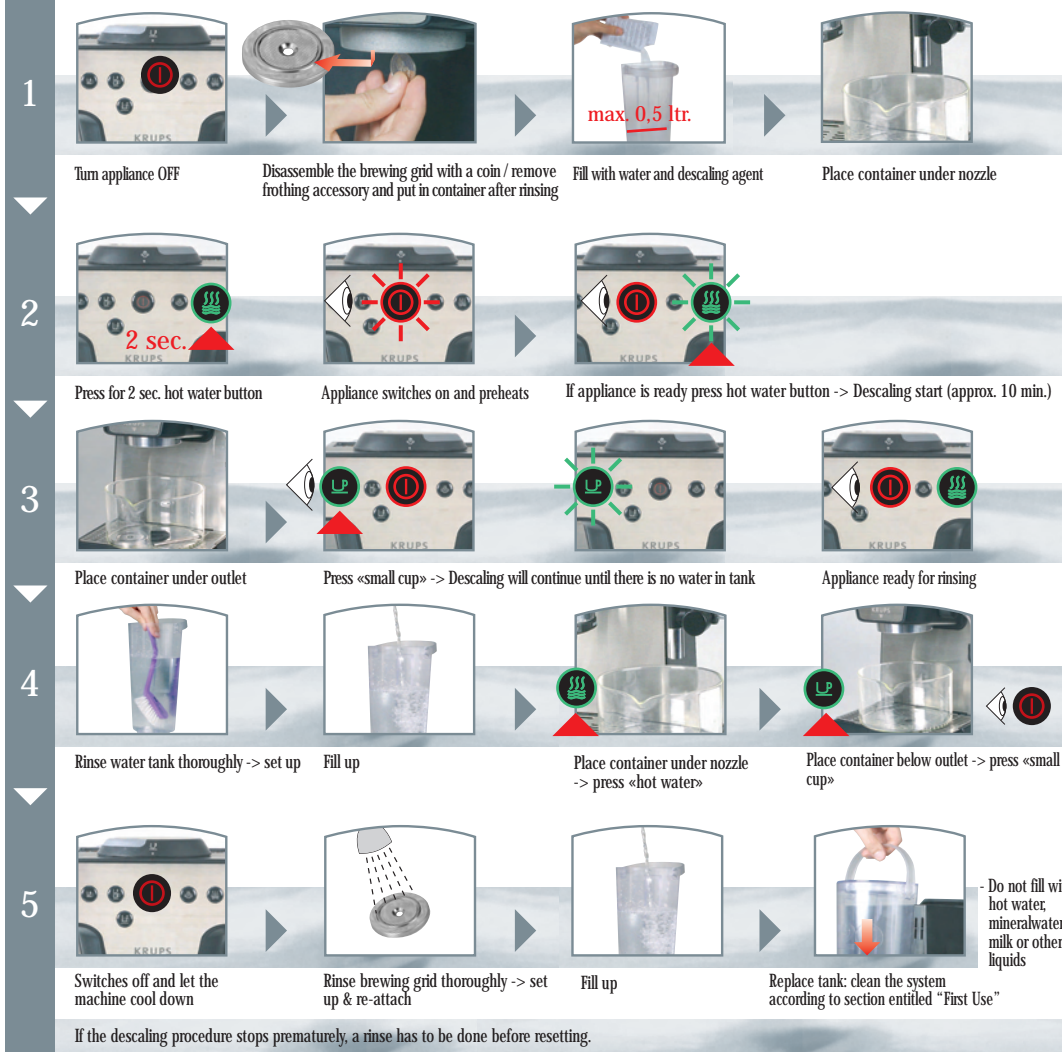 1
KRUPS
max. 0,5 ltr.
Turn appliance OFF
Disassemble the brewing grid with a coin / remove
frothing accessory and put in container after rinsing
Fill with water and descaling agent
Place container under nozzle
2
2 sec.
KRUPS
KRUPS
KRUPS
Press for 2 sec. hot water button
Appliance switches on and preheats
If appliance is ready press hot water button -> Descaling start (approx. 10 min.)
3
KRUPS
KRUPS
KRUPS
Place container under outlet
Press «small cup» -> Descaling will continue until there is no water in tank
Appliance ready for rinsing
4
KRUPS
Rinse water tank thoroughly -> set up
Fill up
Place container under nozzle
-> press «hot water»
Place container below outlet -> press «small
cup»
5
KRUPS
- Do not fill wi
hot water,
mineralwater
milk or other
liquids
Switches off and let the
machine cool down
Rinse brewing grid thoroughly -> set
up & re-attach
Fill up
Replace tank: clean the system
according to section entitled “First Use”
If the descaling procedure stops prematurely, a rinse has to be done before resetting.